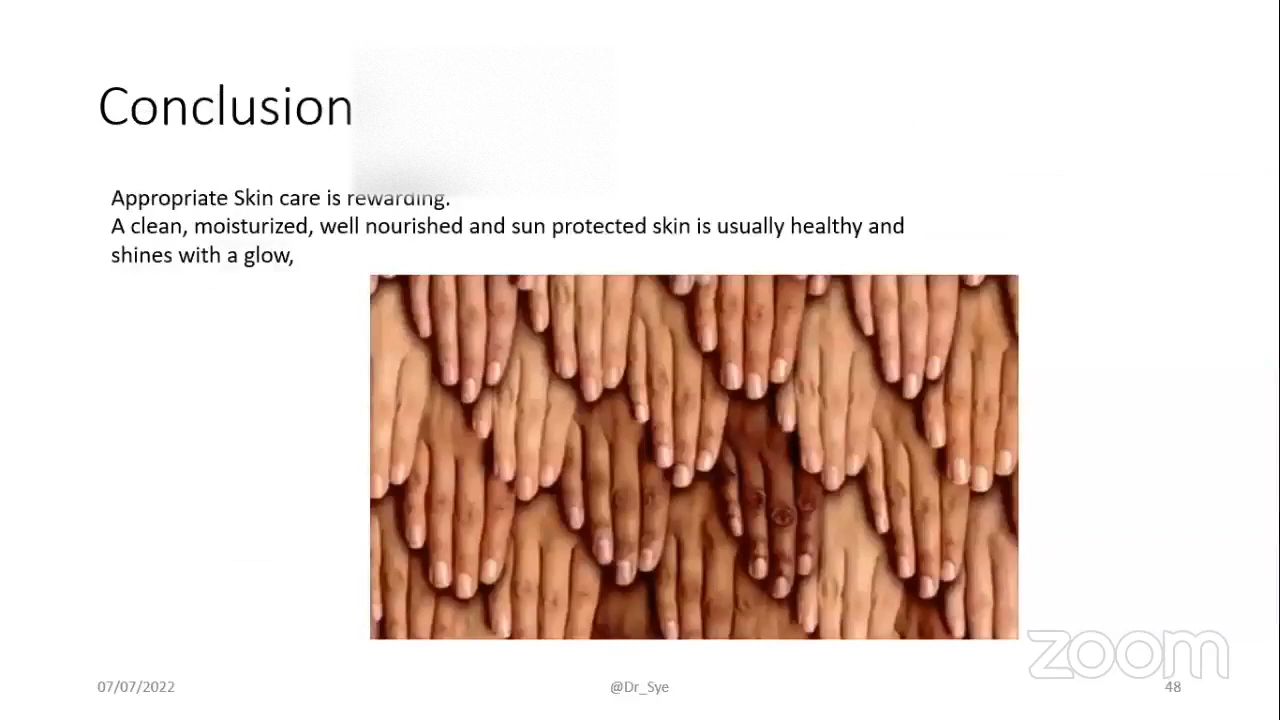 Conclusion
Appropriate Skin care is rewarding.
A clean, moisturized, well nourished and sun protected skin is usually healthy and
shines with a glow,
zoom
07/07/2022
@Dr_Sye
48